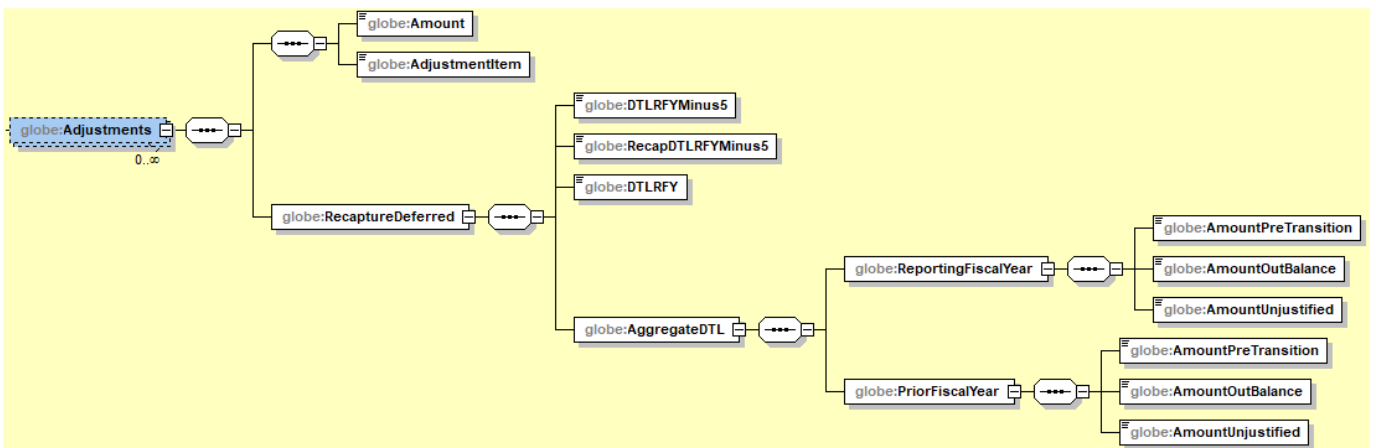 globe:Amount
globe:AdjustmentItem
globe:Adjustments
0..∞
globe:DTLRFYMinus5
globe:RecapDTLRFYMinus5
globe:DTLRFY
globe:RecaptureDeferred
globe:AmountPreTransition
globe:ReportingFiscalYear
globe:AmountOutBalance
globe:AmountUnjustified
globe:AggregateDTL
globe:AmountPreTransition
globe:PriorFiscalYear
globe:AmountOutBalance
globe:AmountUnjustified